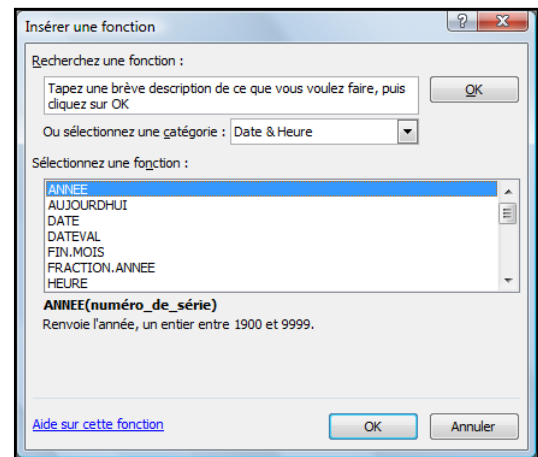 Insérer une fonction
Recherchez une fonction :
Tapez une brève description de ce que vous voulez faire, puis
cliquez sur OK
OK
Ou sélectionnez une catégorie : Date & Heure
Sélectionnez une fonction :
ANNEE
AUJOURDHUI
DATE
DATEVAL
FIN.MOIS
FRACTION.ANNEE
HEURE
ANNEE(numéro_de_série)
Renvoie l'année, un entier entre 1900 et 9999.
Aide sur cette fonction
OK
Annuler